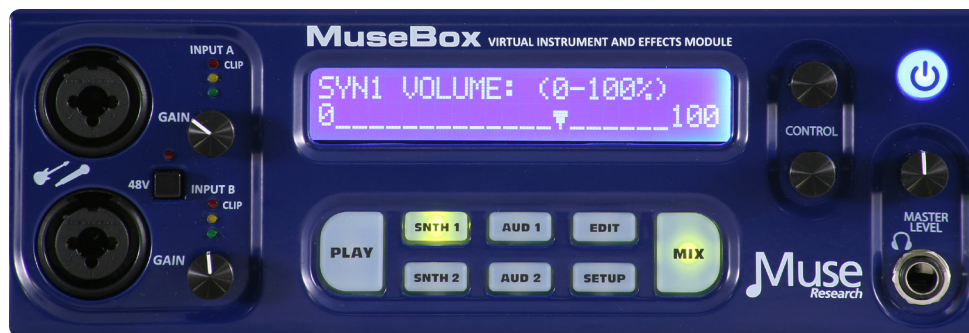 INPUT A
CLIP
GAIN
48V
INPUT B
CLIP
GAIN
MuseBox VIRTUAL INSTRUMENT AND EFFECTS MODULE
SYN1 VOLUME: (0-100%)
0_____________▼______100
PLAY
SNTH 1
AUD 1
EDIT
SNTH 2
AUD 2
SETUP
MIX
CONTROL
MASTER
LEVEL
Muse
Research